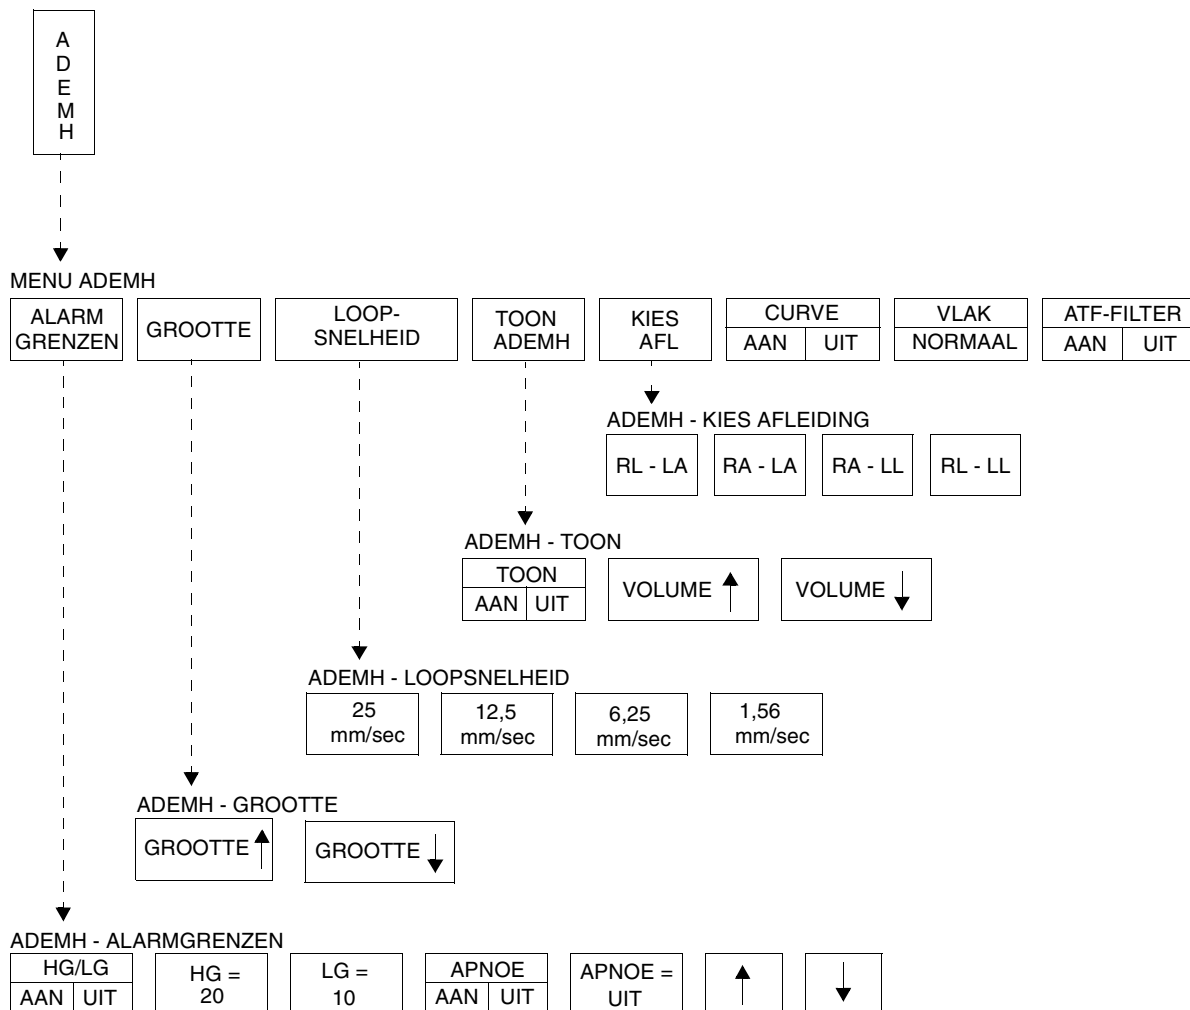 A
D
E
M
H
MENU ADEMH
ALARM
GRENZEN
GROOTTE
LOOP-
SNELHEID
TOON
ADEMH
KIES
AFL
CURVE
AAN UIT
VLAK
NORMAAL
ATF-FILTER
AAN UIT
ADEMH - KIES AFLEIDING
RL - LA
RA - LA
RA - LL
RL - LL
ADEMH - TOON
TOON
AAN UIT
VOLUME
VOLUME
ADEMH - LOOPSNELHEID
25
mm/sec
12,5
mm/sec
6,25
mm/sec
1,56
mm/sec
ADEMH - GROOTTE
GROOTTE
GROOTTE
ADEMH - ALARMGRENZEN
HG/LG
AAN UIT
HG =
20
LG =
10
APNOE
AAN UIT
APNOE =
UIT